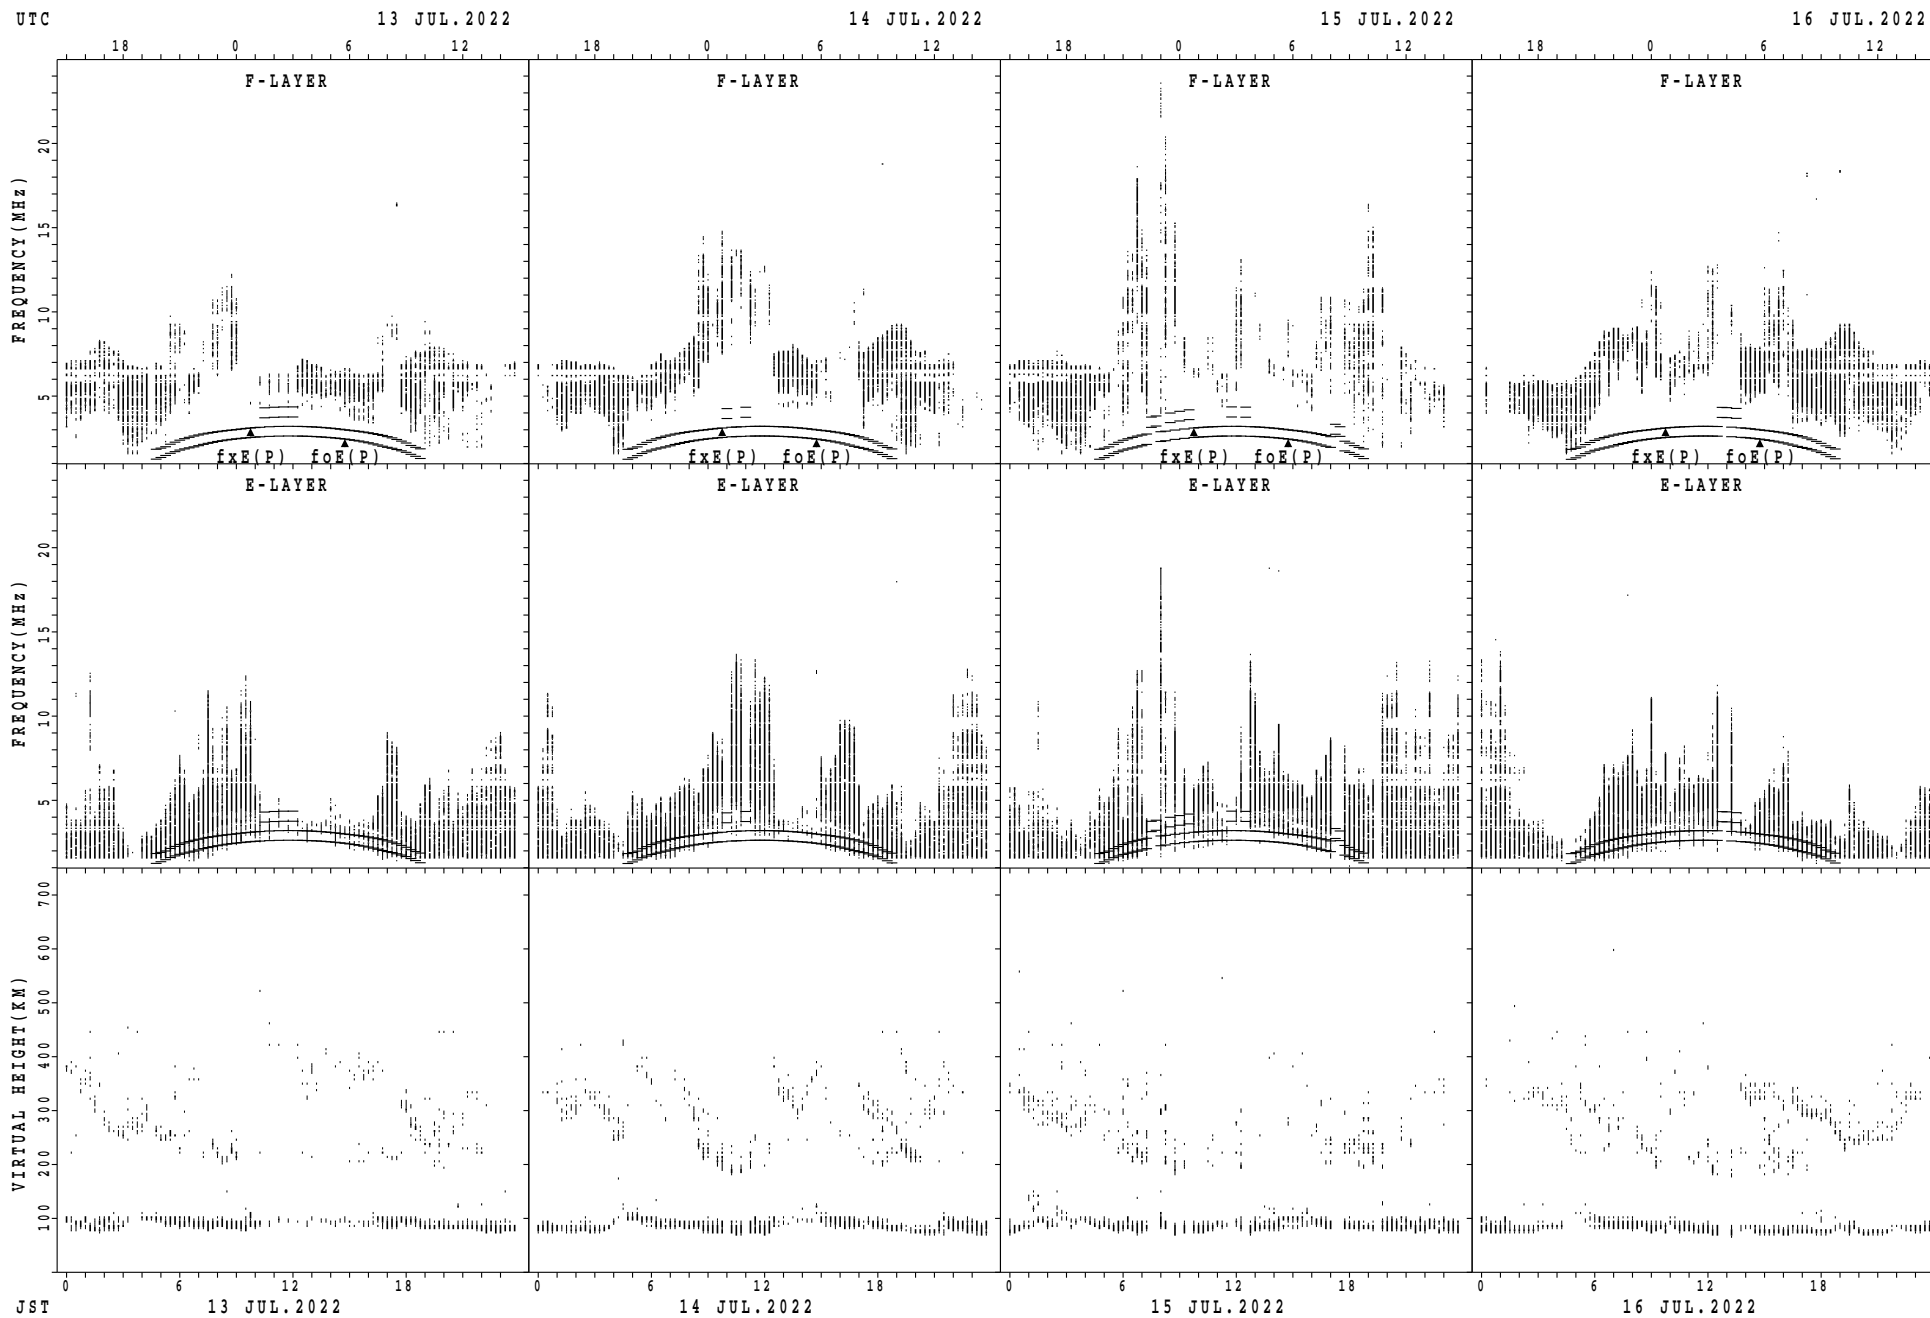 UTC 13 JUL.2022 14 JUL.2022 15 JUL.2022 16 JUL.2022
18 0 6 12 18 0 6 12 18 0 6 12 18 0 6 12
F-LAYER F-LAYER F-LAYER F-LAYER
FREQUENCY(MHz)
20
15
10
5
fxE(P) foE(P) fxE(P) foE(P) fxE(P) foE(P) fxE(P) foE(P)
E-LAYER E-LAYER E-LAYER E-LAYER
FREQUENCY(MHz)
20
15
10
5
VIRTUAL HEIGHT(KM)
700
600
500
400
300
200
100
0 6 12 18 0 6 12 18 0 6 12 18 0 6 12 18
JST 13 JUL.2022 14 JUL.2022 15 JUL.2022 16 JUL.2022